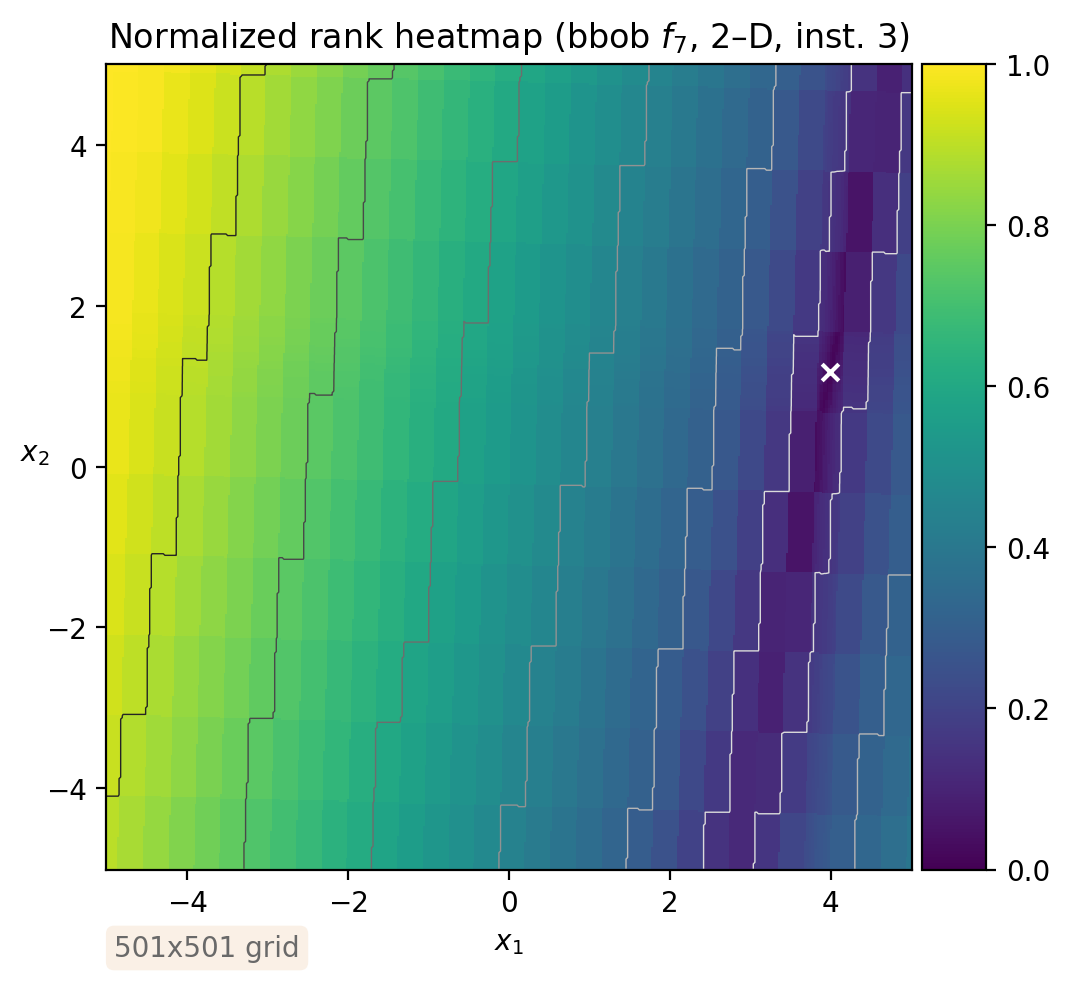 Normalized rank heatmap (bbob f₇, 2–D, inst. 3)
1.0
0.8
0.6
0.4
0.2
0.0
4
2
0
−2
−4
x₂
−4 −2 0 2 4
x₁
501x501 grid